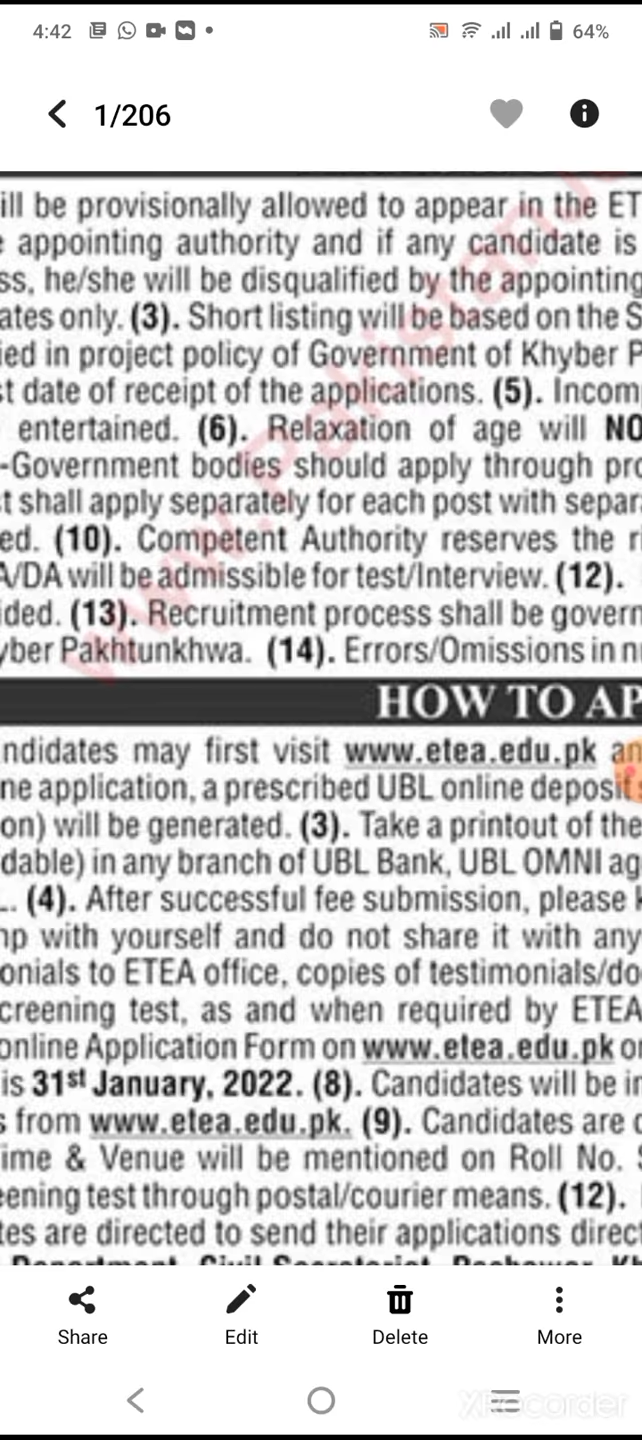 4:42 64%
1/206
ill be provisionally allowed to appear in the ET
e appointing authority and if any candidate is
ss, he/she will be disqualified by the appointing
ates only. (3). Short listing will be based on the S
ied in project policy of Government of Khyber P
t date of receipt of the applications. (5). Incom
entertained. (6). Relaxation of age will NO
-Government bodies should apply through pro
t shall apply separately for each post with separ
ed. (10). Competent Authority reserves the r
A/DA will be admissible for test/Interview. (12).
ided. (13). Recruitment process shall be govern
yber Pakhtunkhwa. (14). Errors/Omissions in n
HOW TO AP
ndidates may first visit www.etea.edu.pk an
ne application, a prescribed UBL online deposit s
on) will be generated. (3). Take a printout of the
dable) in any branch of UBL Bank, UBL OMNI ag
.. (4). After successful fee submission, please k
np with yourself and do not share it with any
onials to ETEA office, copies of testimonials/do
creening test, as and when required by ETEA
online Application Form on www.etea.edu.pk or
is 31st January, 2022. (8). Candidates will be in
s from www.etea.edu.pk. (9). Candidates are d
ime & Venue will be mentioned on Roll No. S
eening test through postal/courier means. (12).
tes are directed to send their applications direc
Department, Civil Secretariat, Peshawar, Kh
Share Edit Delete More
XRecorder